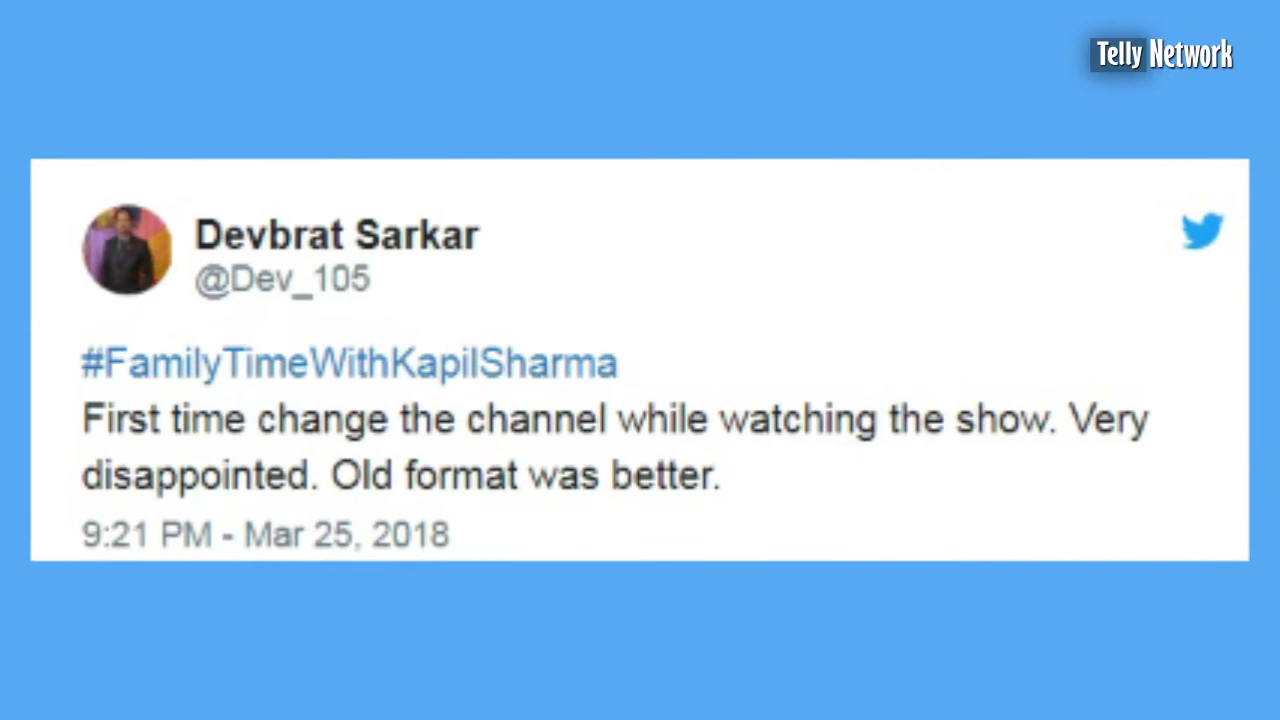 Telly Network
Devbrat Sarkar
@Dev_105
#FamilyTimeWithKapilSharma
First time change the channel while watching the show. Very
disappointed. Old format was better.
9:21 PM - Mar 25, 2018